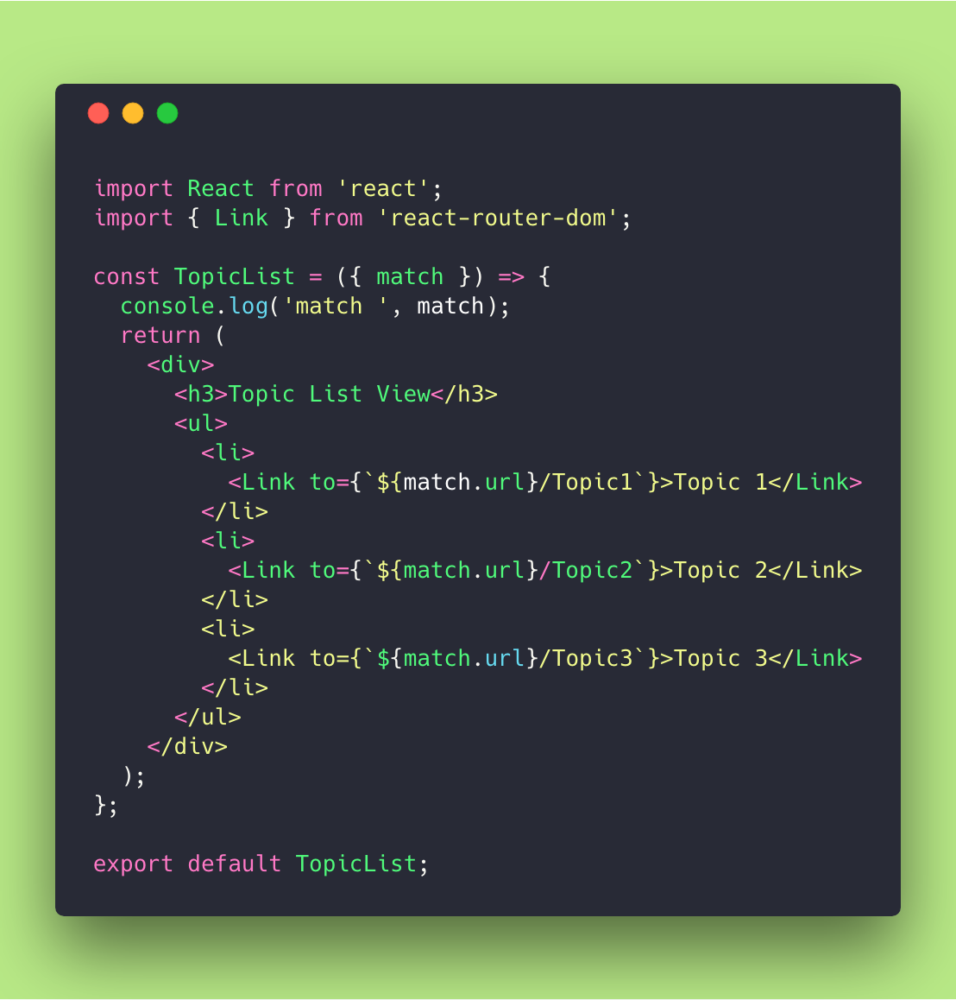 import React from 'react';
import { Link } from 'react-router-dom';

const TopicList = ({ match }) => {
  console.log('match ', match);
  return (
    <div>
      <h3>Topic List View</h3>
      <ul>
        <li>
          <Link to={`${match.url}/Topic1`}>Topic 1</Link>
        </li>
        <li>
          <Link to={`${match.url}/Topic2`}>Topic 2</Link>
        </li>
        <li>
          <Link to={`${match.url}/Topic3`}>Topic 3</Link>
        </li>
      </ul>
    </div>
  );
};

export default TopicList;